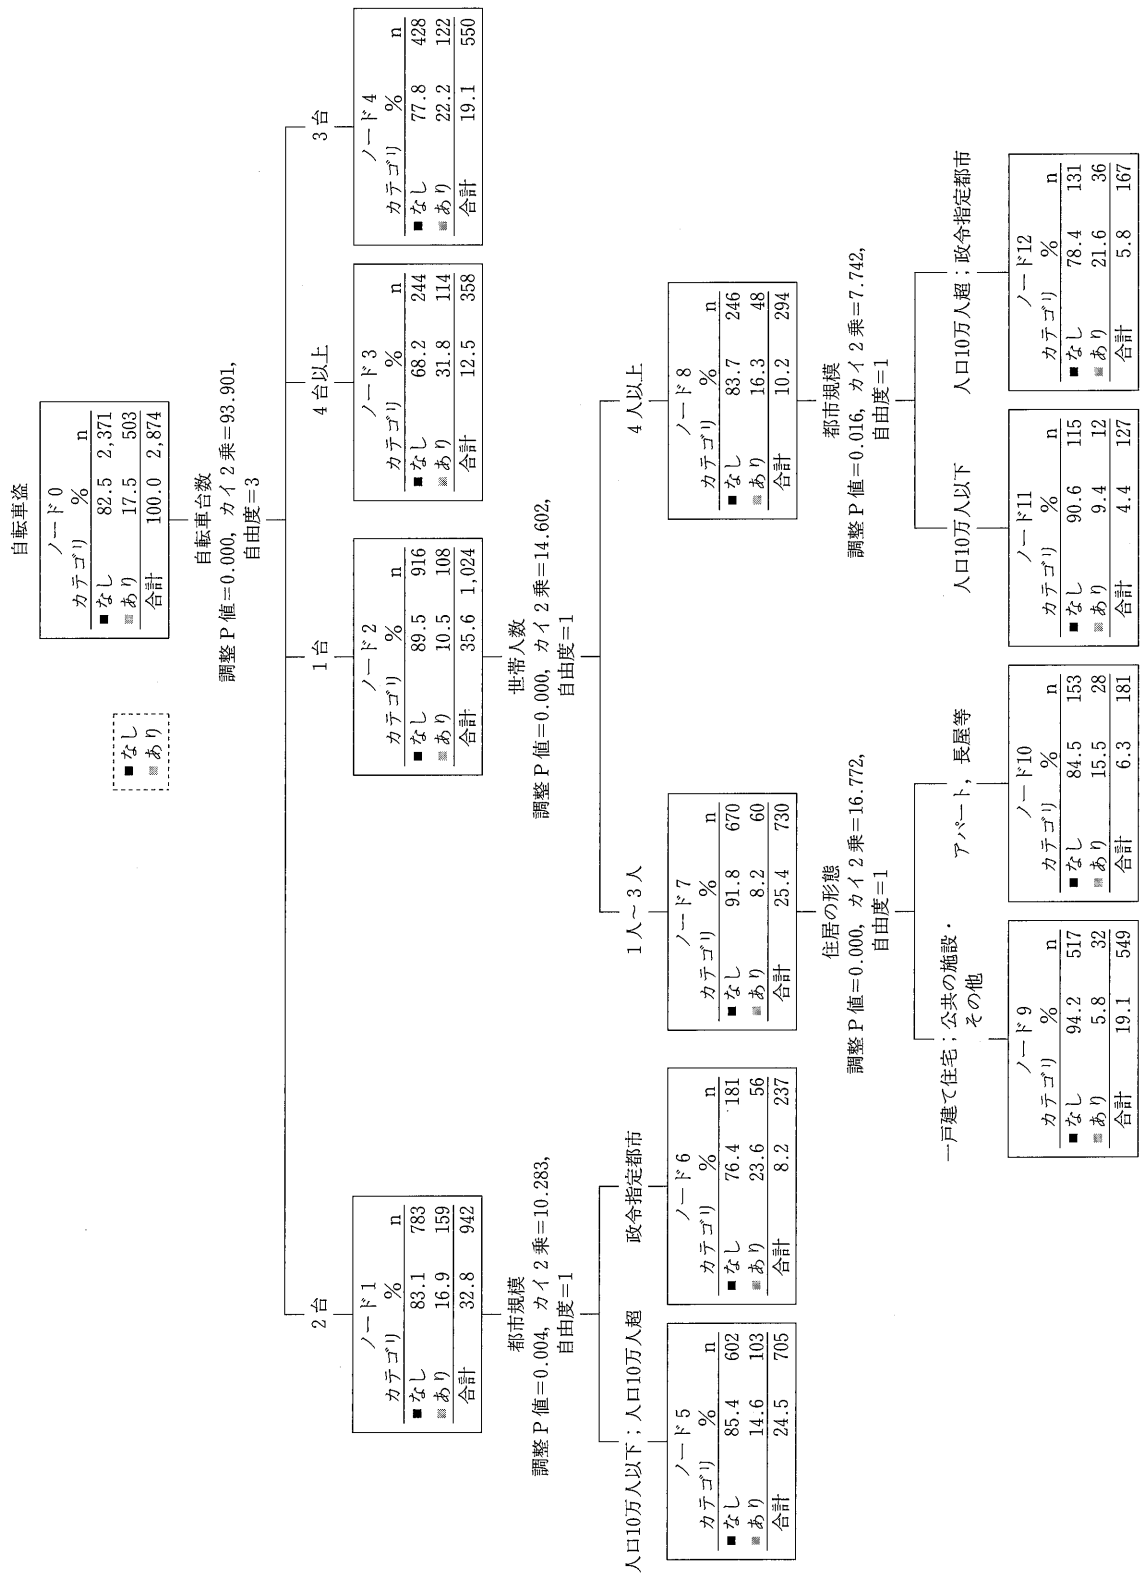 自転車盗
■なし
■あり
ノード0
カテゴリ % n
■なし 82.5 2,371
■あり 17.5 503
合計 100.0 2,874
自転車台数
調整P値=0.000, カイ2乗=93.901,
自由度=3
2台
1台
4台以上
3台
ノード1
カテゴリ % n
■なし 83.1 783
■あり 16.9 159
合計 32.8 942
ノード2
カテゴリ % n
■なし 89.5 916
■あり 10.5 108
合計 35.6 1,024
ノード3
カテゴリ % n
■なし 68.2 244
■あり 31.8 114
合計 12.5 358
ノード4
カテゴリ % n
■なし 77.8 428
■あり 22.2 122
合計 19.1 550
都市規模
調整P値=0.004, カイ2乗=10.283,
自由度=1
世帯人数
調整P値=0.000, カイ2乗=14.602,
自由度=1
人口10万人以下；人口10万人超
政令指定都市
1人～3人
4人以上
ノード5
カテゴリ % n
■なし 85.4 602
■あり 14.6 103
合計 24.5 705
ノード6
カテゴリ % n
■なし 76.4 181
■あり 23.6 56
合計 8.2 237
ノード7
カテゴリ % n
■なし 91.8 670
■あり 8.2 60
合計 25.4 730
ノード8
カテゴリ % n
■なし 83.7 246
■あり 16.3 48
合計 10.2 294
住居の形態
調整P値=0.000, カイ2乗=16.772,
自由度=1
都市規模
調整P値=0.016, カイ2乗=7.742,
自由度=1
一戸建て住宅；公共の施設・
その他
アパート，長屋等
人口10万人以下
人口10万人超；政令指定都市
ノード9
カテゴリ % n
■なし 94.2 517
■あり 5.8 32
合計 19.1 549
ノード10
カテゴリ % n
■なし 84.5 153
■あり 15.5 28
合計 6.3 181
ノード11
カテゴリ % n
■なし 90.6 115
■あり 9.4 12
合計 4.4 127
ノード12
カテゴリ % n
■なし 78.4 131
■あり 21.6 36
合計 5.8 167